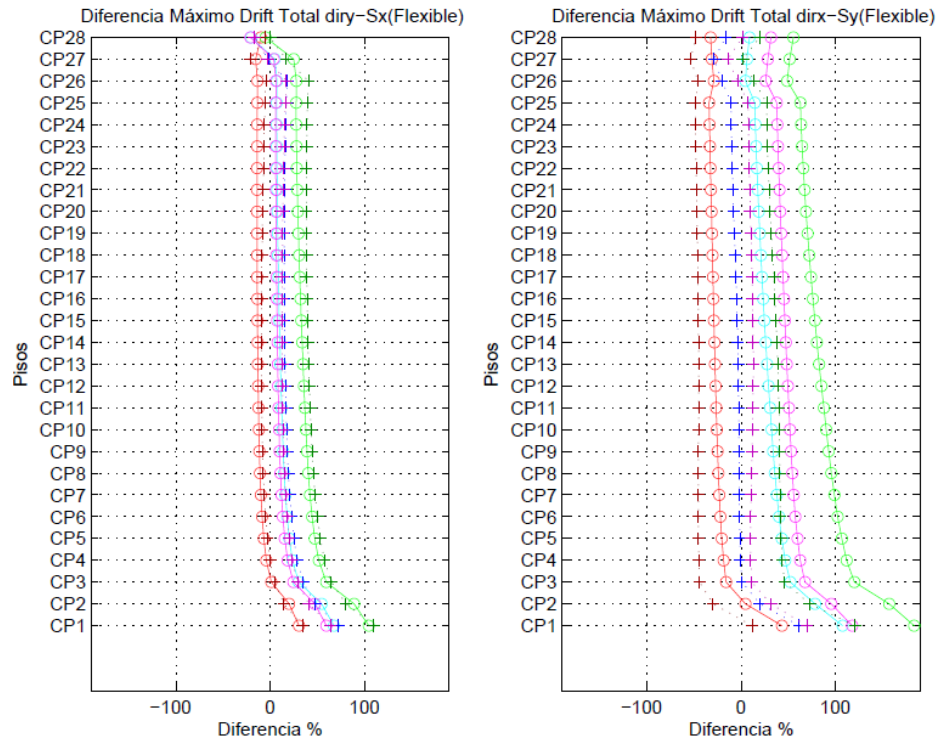 Diferencia Máximo Drift Total diry−Sx(Flexible)
CP28
CP27
CP26
CP25
CP24
CP23
CP22
CP21
CP20
CP19
CP18
CP17
CP16
CP15
CP14
CP13
CP12
CP11
CP10
CP9
CP8
CP7
CP6
CP5
CP4
CP3
CP2
CP1
Pisos
−100 0 100
Diferencia %
Diferencia Máximo Drift Total dirx−Sy(Flexible)
CP28
CP27
CP26
CP25
CP24
CP23
CP22
CP21
CP20
CP19
CP18
CP17
CP16
CP15
CP14
CP13
CP12
CP11
CP10
CP9
CP8
CP7
CP6
CP5
CP4
CP3
CP2
CP1
Pisos
−100 0 100
Diferencia %